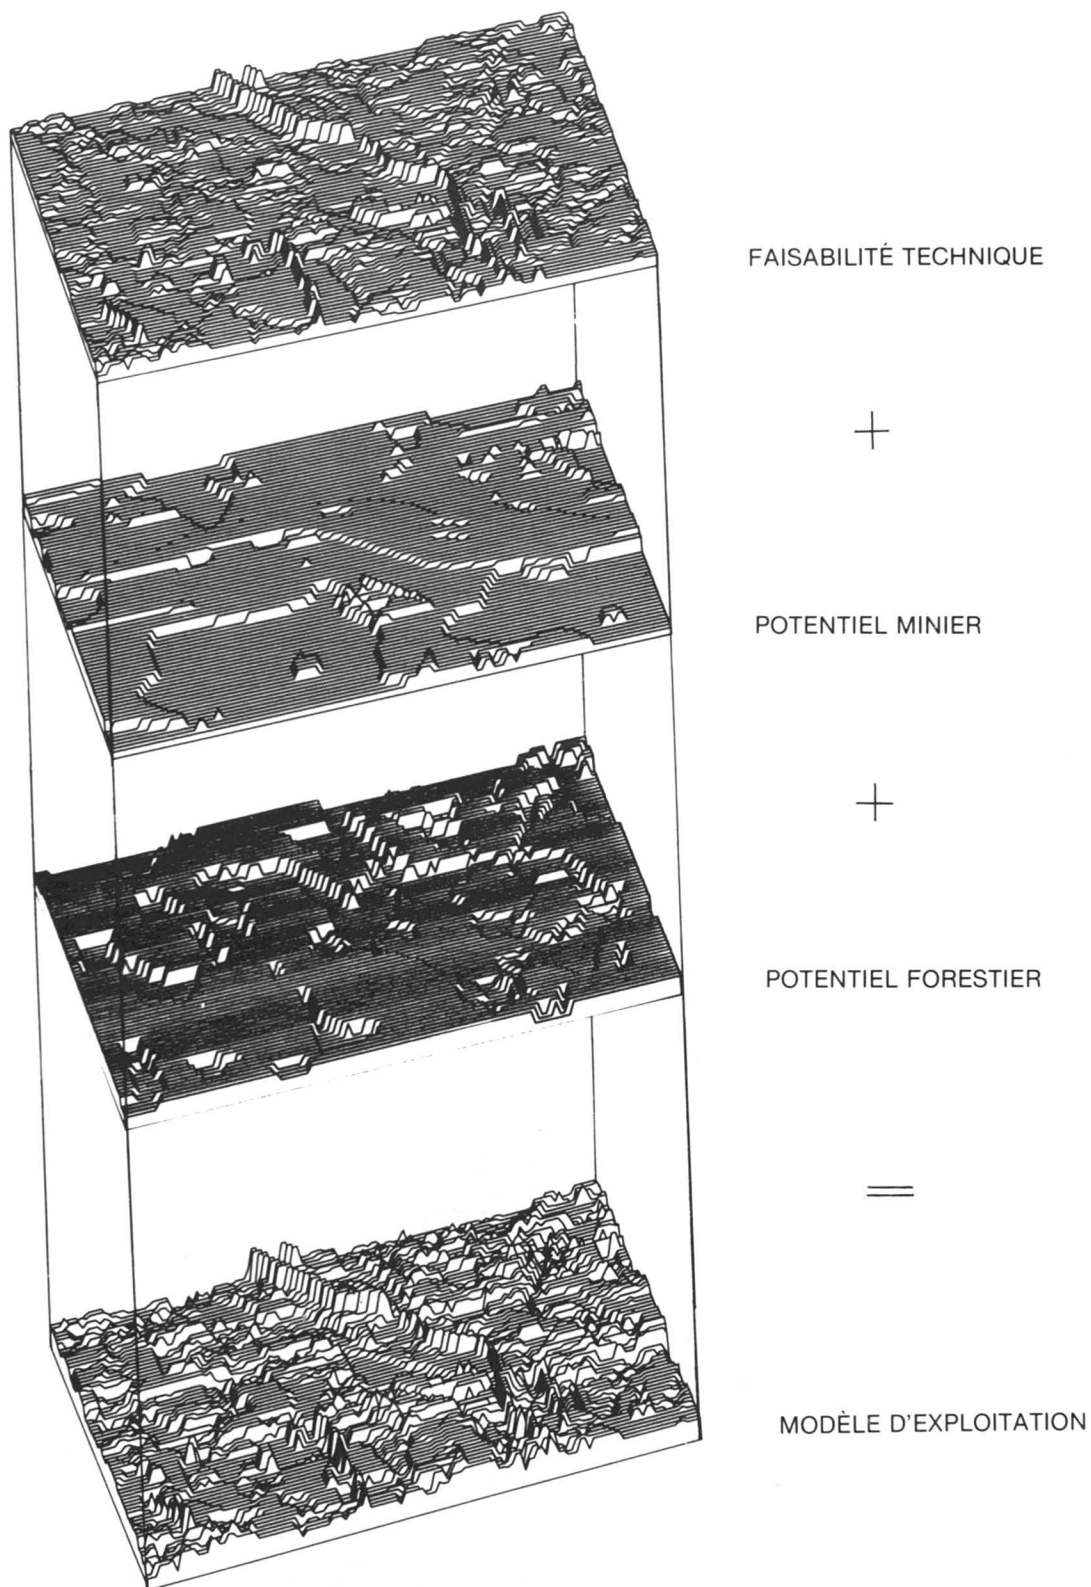 FAISABILITÉ TECHNIQUE
+
POTENTIEL MINIER
+
POTENTIEL FORESTIER
=
MODÈLE D'EXPLOITATION